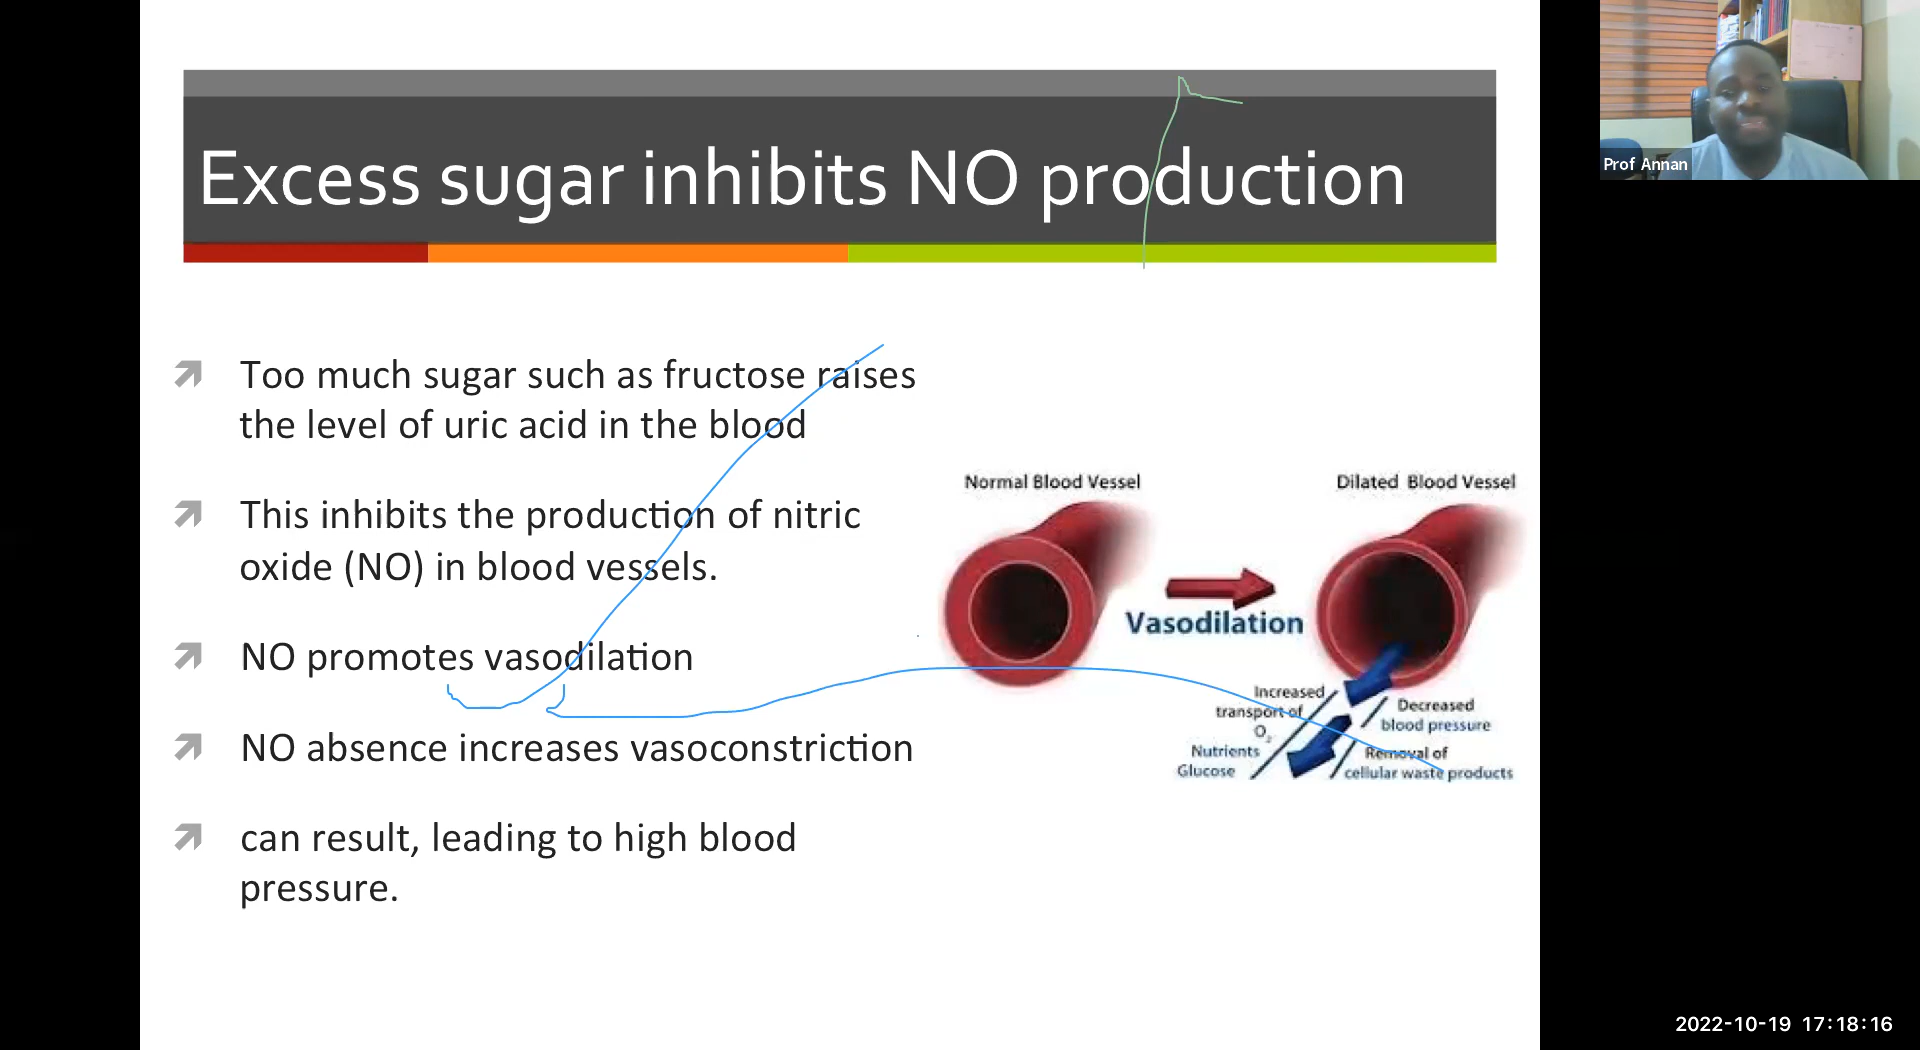 Excess sugar inhibits NO production
Too much sugar such as fructose raises
the level of uric acid in the blood
This inhibits the production of nitric
oxide (NO) in blood vessels.
NO promotes vasodilation
NO absence increases vasoconstriction
can result, leading to high blood
pressure.
Normal Blood Vessel
Dilated Blood Vessel
Vasodilation
Increased
transport of
O₂
Nutrients
Glucose
Decreased
blood pressure
Removal of
cellular waste products
Prof Annan
2022-10-19 17:18:16